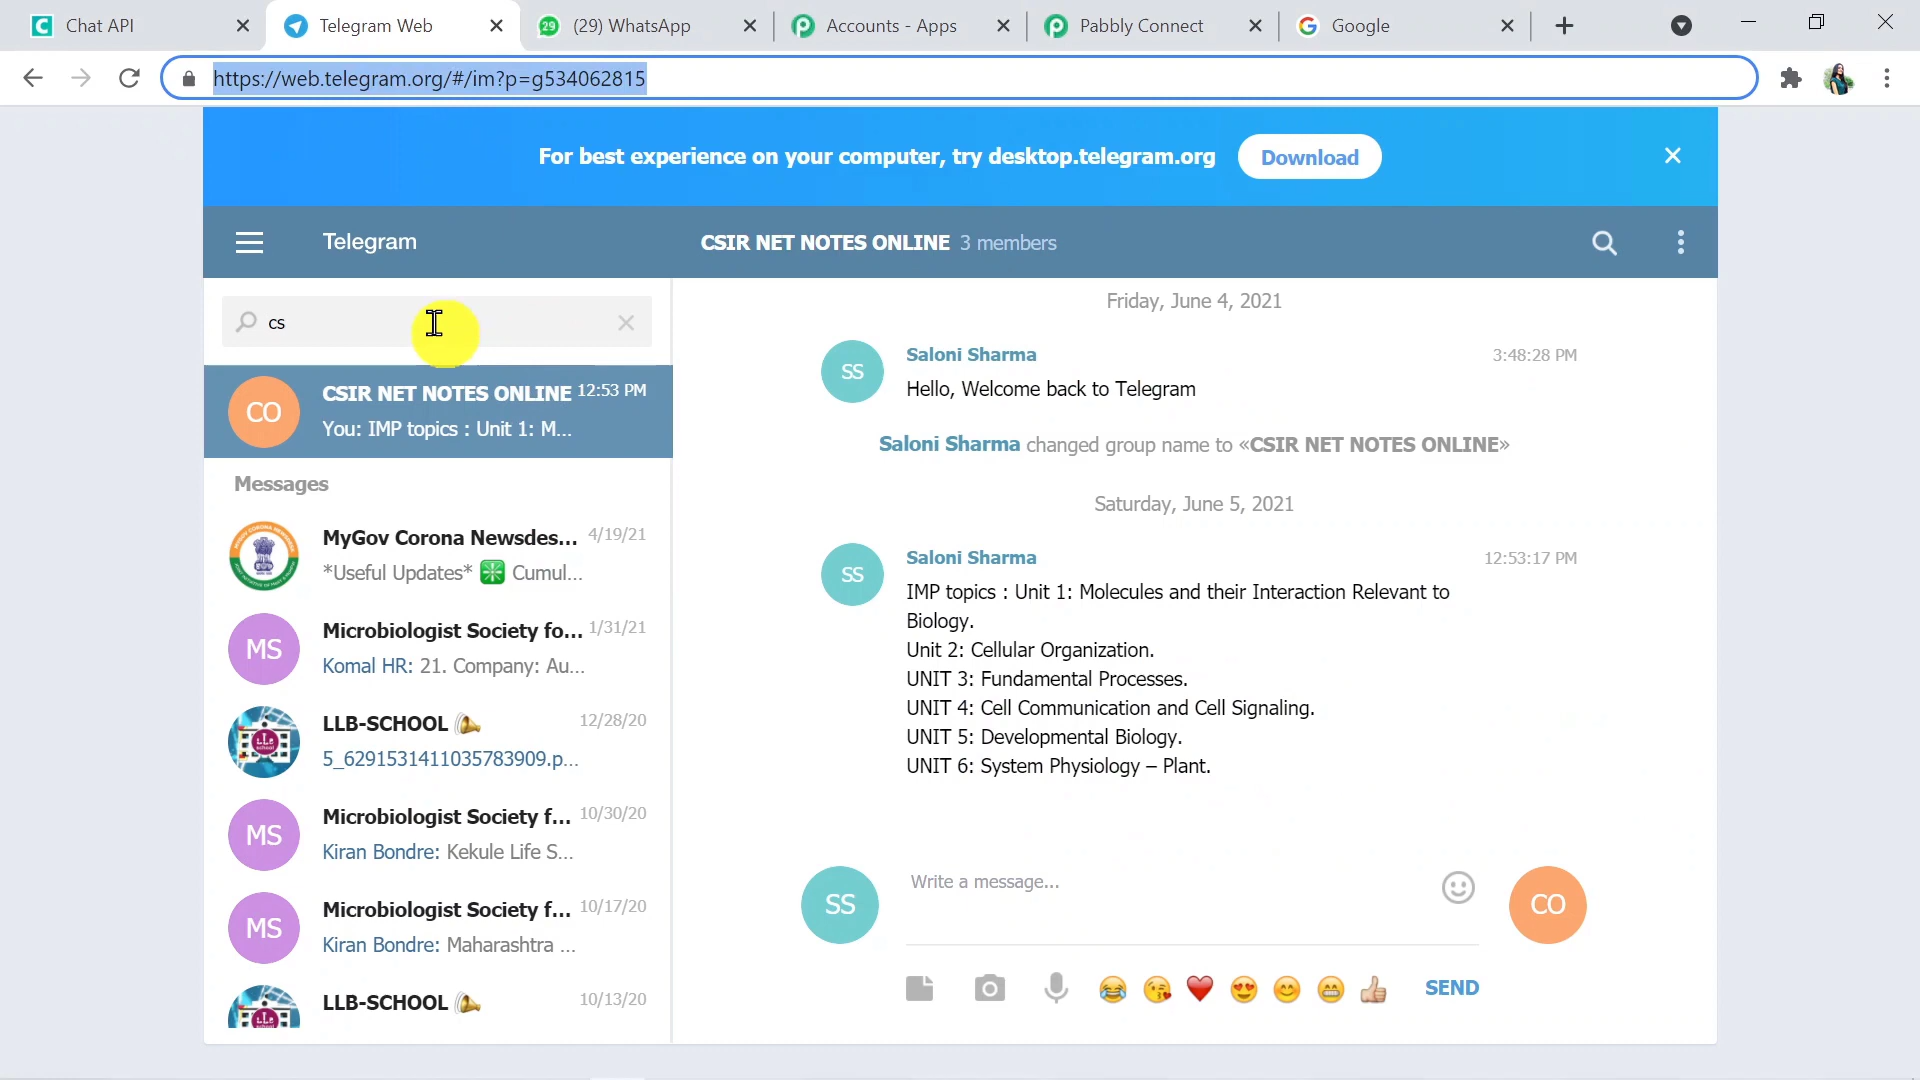 Chat API
Telegram Web
29
(29) WhatsApp
Accounts - Apps
Pabbly Connect
Google
https://web.telegram.org/#/im?p=g534062815
For best experience on your computer, try desktop.telegram.org
Download
Telegram
CSIR NET NOTES ONLINE 3 members
cs
CO
CSIR NET NOTES ONLINE 12:53 PM
You: IMP topics : Unit 1: M...
Messages
MyGov Corona Newsdes... 4/19/21
*Useful Updates* ❇️ Cumul...
MS
Microbiologist Society fo... 1/31/21
Komal HR: 21. Company: Au...
LLB-SCHOOL 12/28/20
5_6291531411035783909.p...
MS
Microbiologist Society f... 10/30/20
Kiran Bondre: Kekule Life S...
MS
Microbiologist Society f... 10/17/20
Kiran Bondre: Maharashtra ...
LLB-SCHOOL 10/13/20
Friday, June 4, 2021
SS
Saloni Sharma 3:48:28 PM
Hello, Welcome back to Telegram
Saloni Sharma changed group name to «CSIR NET NOTES ONLINE»
Saturday, June 5, 2021
SS
Saloni Sharma 12:53:17 PM
IMP topics : Unit 1: Molecules and their Interaction Relevant to
Biology.
Unit 2: Cellular Organization.
UNIT 3: Fundamental Processes.
UNIT 4: Cell Communication and Cell Signaling.
UNIT 5: Developmental Biology.
UNIT 6: System Physiology – Plant.
SS
Write a message...
CO
SEND